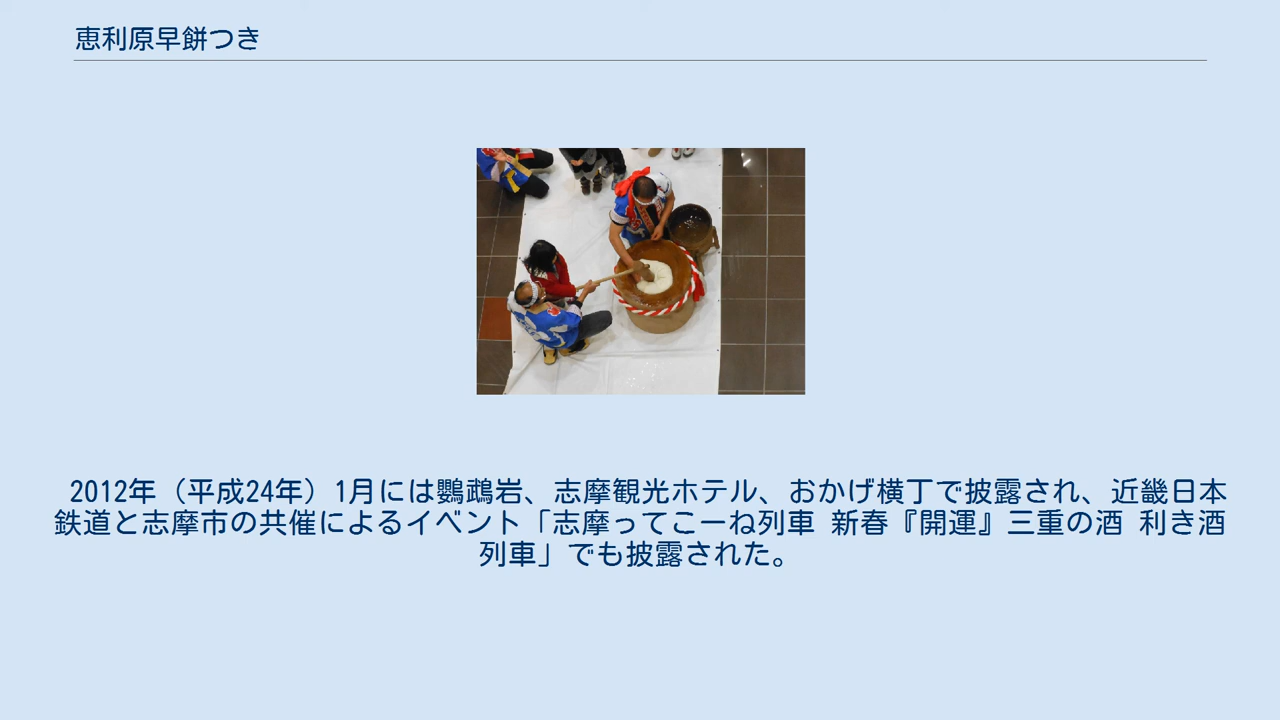 恵利原早餅つき
2012年（平成24年）1月には鸚鵡岩、志摩観光ホテル、おかげ横丁で披露され、近畿日本
鉄道と志摩市の共催によるイベント「志摩ってこーね列車 新春『開運』三重の酒 利き酒
列車」でも披露された。